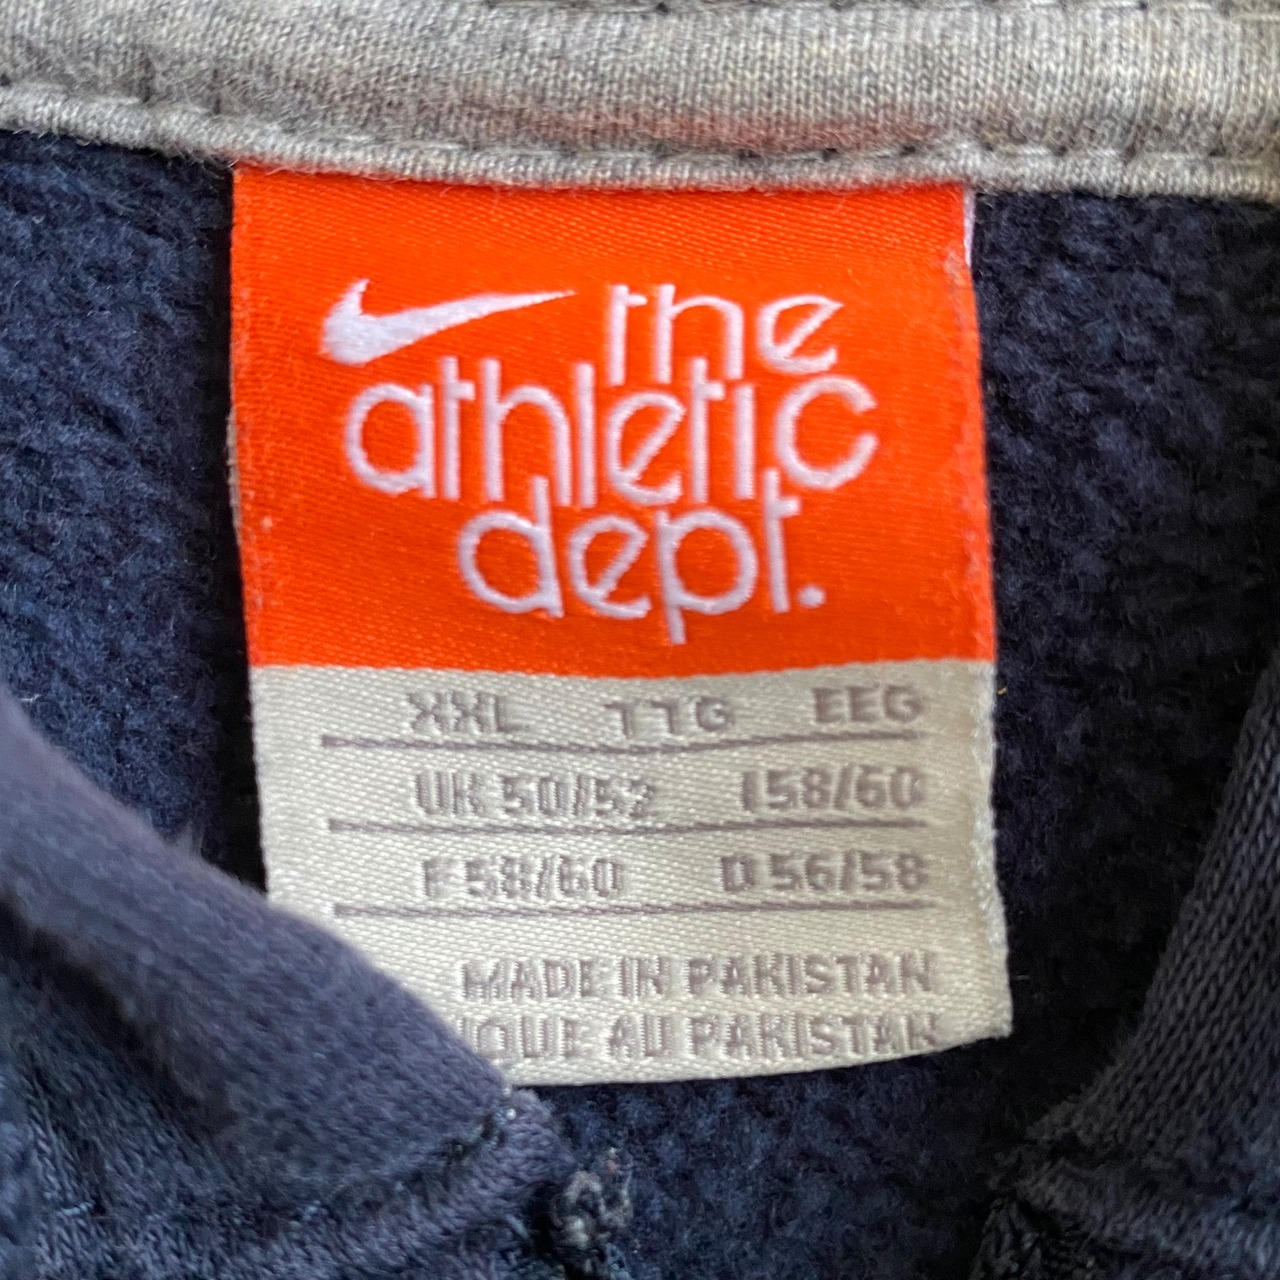 the
athletic
dept.
XXL TTG EEG
UK 50/52 I 58/60
F 58/60 D 56/58
MADE IN PAKISTAN
AU PAKISTAN